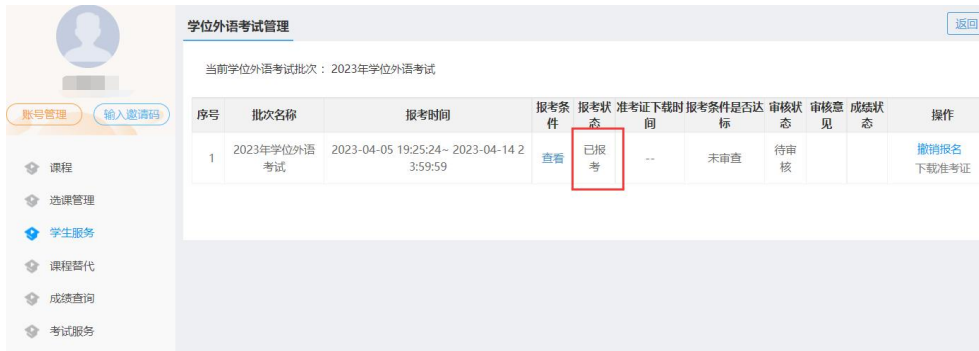 学位外语考试管理
返回
当前学位外语考试批次： 2023年学位外语考试
账号管理
输入邀请码
序号 批次名称 报考时间 报考条件 报考状态 准考证下载时间 报考条件是否达标 审核状态 审核意见 成绩状态 操作
1 2023年学位外语考试 2023-04-05 19:25:24~ 2023-04-14 23:59:59 查看 已报考 -- 未审查 待审核 撤销报名
下载准考证
课程
选课管理
学生服务
课程替代
成绩查询
考试服务